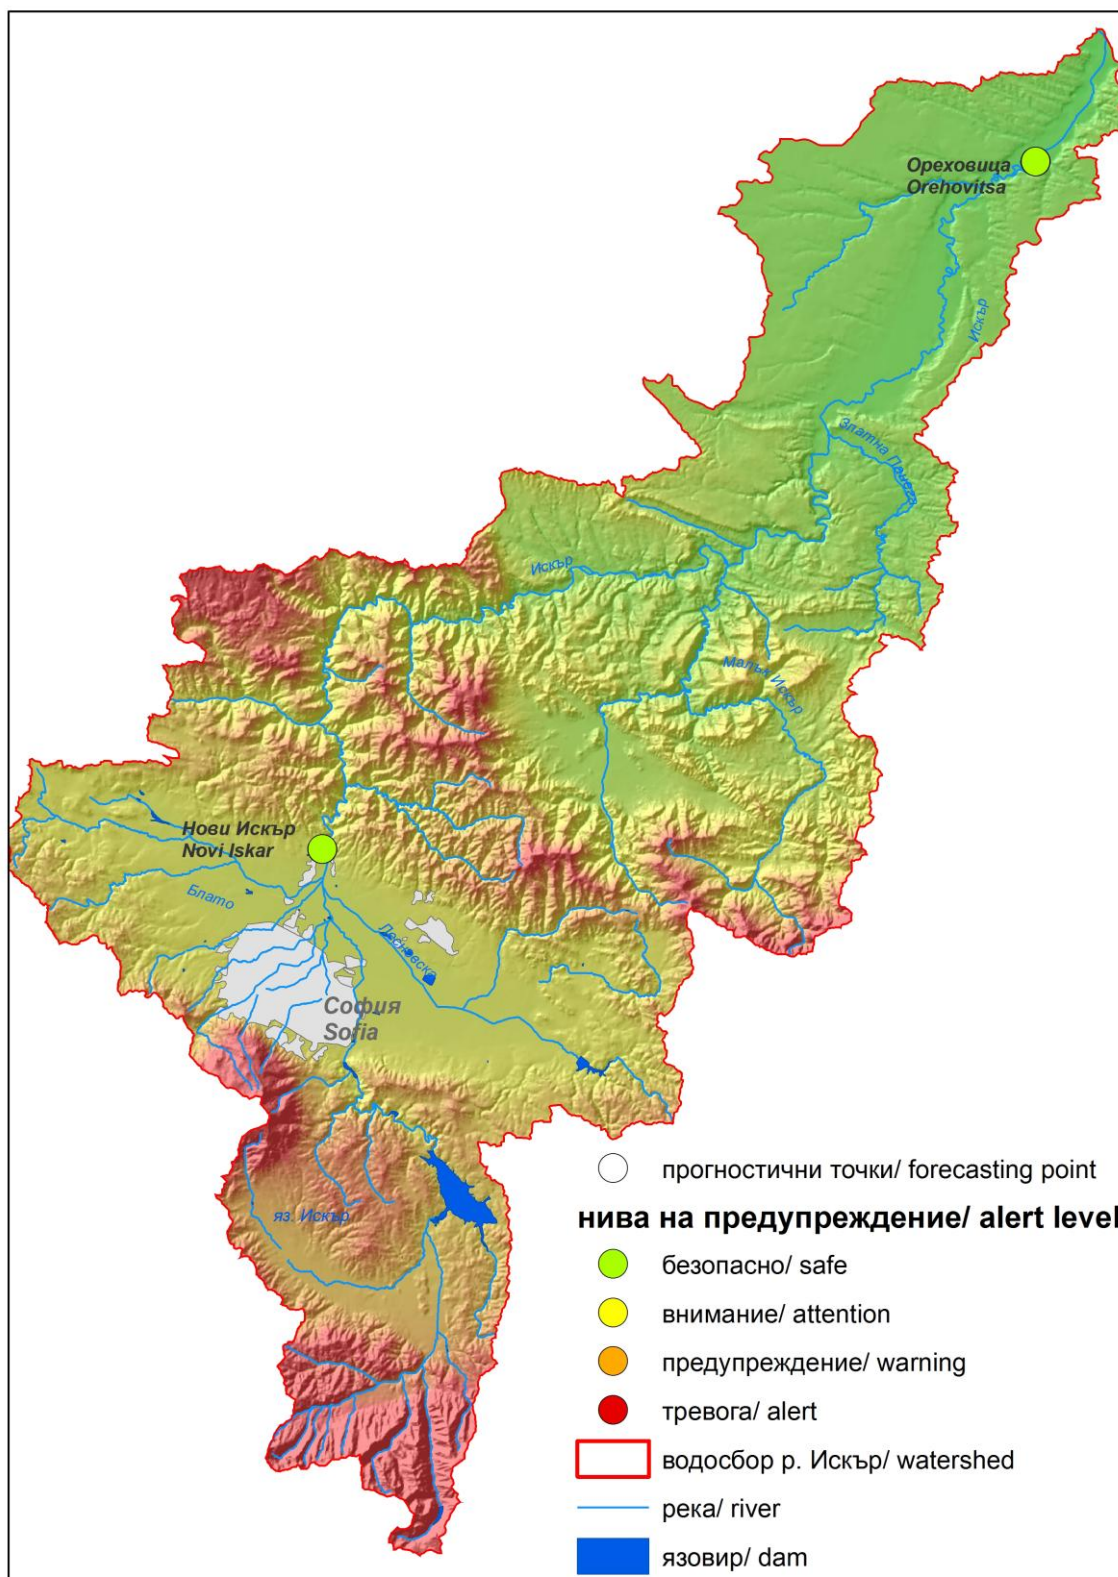 Ореховица
Orehovitsa
Искър
Златна Панега
Искър
Малък Искър
Нови Искър
Novi Iskar
Блато
Лесновска
София
Sofia
яз. Искър
прогностични точки/ forecasting point
нива на предупреждение/ alert level
безопасно/ safe
внимание/ attention
предупреждение/ warning
тревога/ alert
водосбор р. Искър/ watershed
река/ river
язовир/ dam